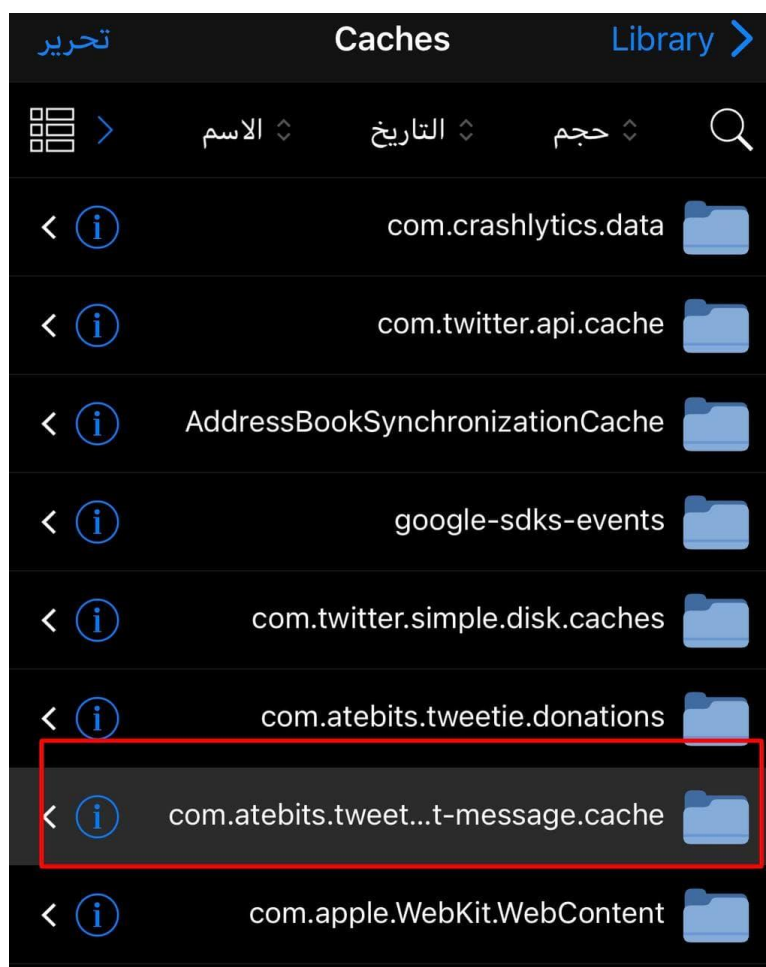 Library Caches تحرير
حجم التاريخ الاسم
com.crashlytics.data
com.twitter.api.cache
AddressBookSynchronizationCache
google-sdks-events
com.twitter.simple.disk.caches
com.atebits.tweetie.donations
com.atebits.tweet...t-message.cache
com.apple.WebKit.WebContent